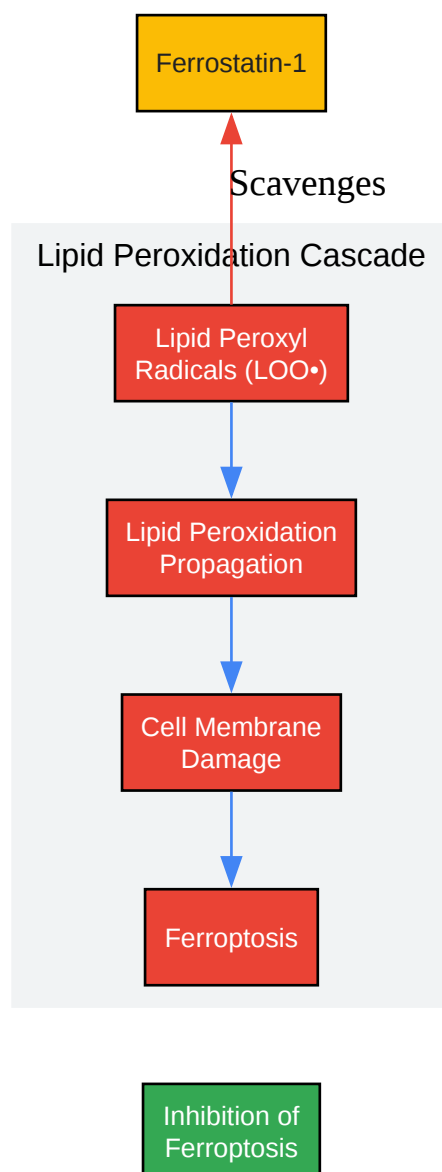 Ferrostatin-1
Scavenges
Lipid Peroxidation Cascade
Lipid Peroxyl
Radicals (LOO•)
Lipid Peroxidation
Propagation
Cell Membrane
Damage
Ferroptosis
Inhibition of
Ferroptosis